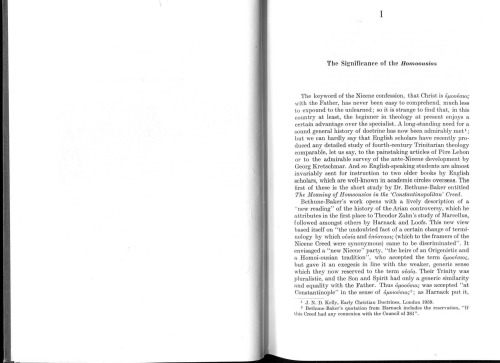 1
The Significance of the Homoousios
The keyword of the Nicene confession, that Christ is ὁμοούσιος
with the Father, has never been easy to comprehend, much less
to expound to the unlearned; so it is strange to find that, in this
country at least, the beginner in theology at present enjoys a
certain advantage over the specialist. A long-standing need for a
sound general history of doctrine has now been admirably met¹;
but we can hardly say that English scholars have recently pro-
duced any detailed study of fourth-century Trinitarian theology
comparable, let us say, to the painstaking articles of Père Lebon
or to the admirable survey of the ante-Nicene development by
Georg Kretschmar. And so English-speaking students are almost
invariably sent for instruction to two older books by English
scholars, which are well-known in academic circles overseas. The
first of these is the short study by Dr. Bethune-Baker entitled
The Meaning of Homoousios in the 'Constantinopolitan' Creed.
Bethune-Baker's work opens with a lively description of a
"new reading" of the history of the Arian controversy, which he
attributes in the first place to Theodor Zahn's study of Marcellus,
followed amongst others by Harnack and Loofs. This new view
based itself on "the undoubted fact of a certain change of termi-
nology by which οὐσία and ὑπόστασις (which to the framers of the
Nicene Creed were synonymous) came to be discriminated". It
envisaged a "new Nicene" party, "the heirs of an Origenistic and
a Homoi-ousian tradition", who accepted the term ὁμοούσιος,
but gave it an exegesis in line with the weaker, generic sense
which they now reserved to the term οὐσία. Their Trinity was
pluralistic, and the Son and Spirit had only a generic similarity
and equality with the Father. Thus ὁμοούσιος was accepted "at
Constantinople" in the sense of ὁμοιούσιος²; as Harnack put it,
¹ J. N. D. Kelly, Early Christian Doctrines, London 1959.
² Bethune-Baker's quotation from Harnack includes the reservation, "If
this Creed had any connexion with the Council of 381".